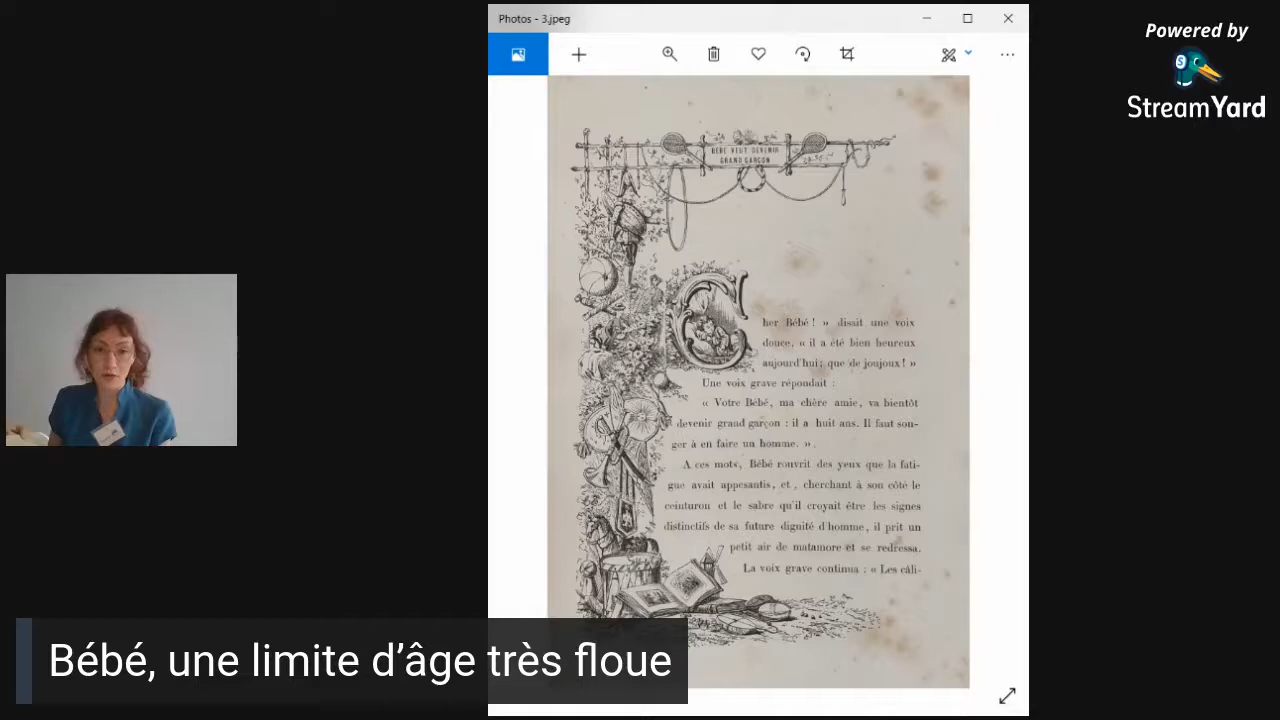 Photos - 3.jpeg
Powered by
StreamYard
BÉBÉ VEUT DEVENIR
GRAND GARÇON
Cher Bébé ! » disait une voix
douce, « il a été bien heureux
aujourd'hui ; que de joujoux ! »
Une voix grave répondait :
« Votre Bébé, ma chère amie, va bientôt
devenir grand garçon : il a huit ans. Il faut son-
ger à en faire un homme. »
A ces mots, Bébé rouvrit des yeux que la fati-
gue avait appesantis, et, cherchant à son côté le
ceinturon et le sabre qu'il croyait être les signes
distinctifs de sa future dignité d'homme, il prit un
petit air de matamore et se redressa.
La voix grave continua : « Les câli-
Bébé, une limite d’âge très floue